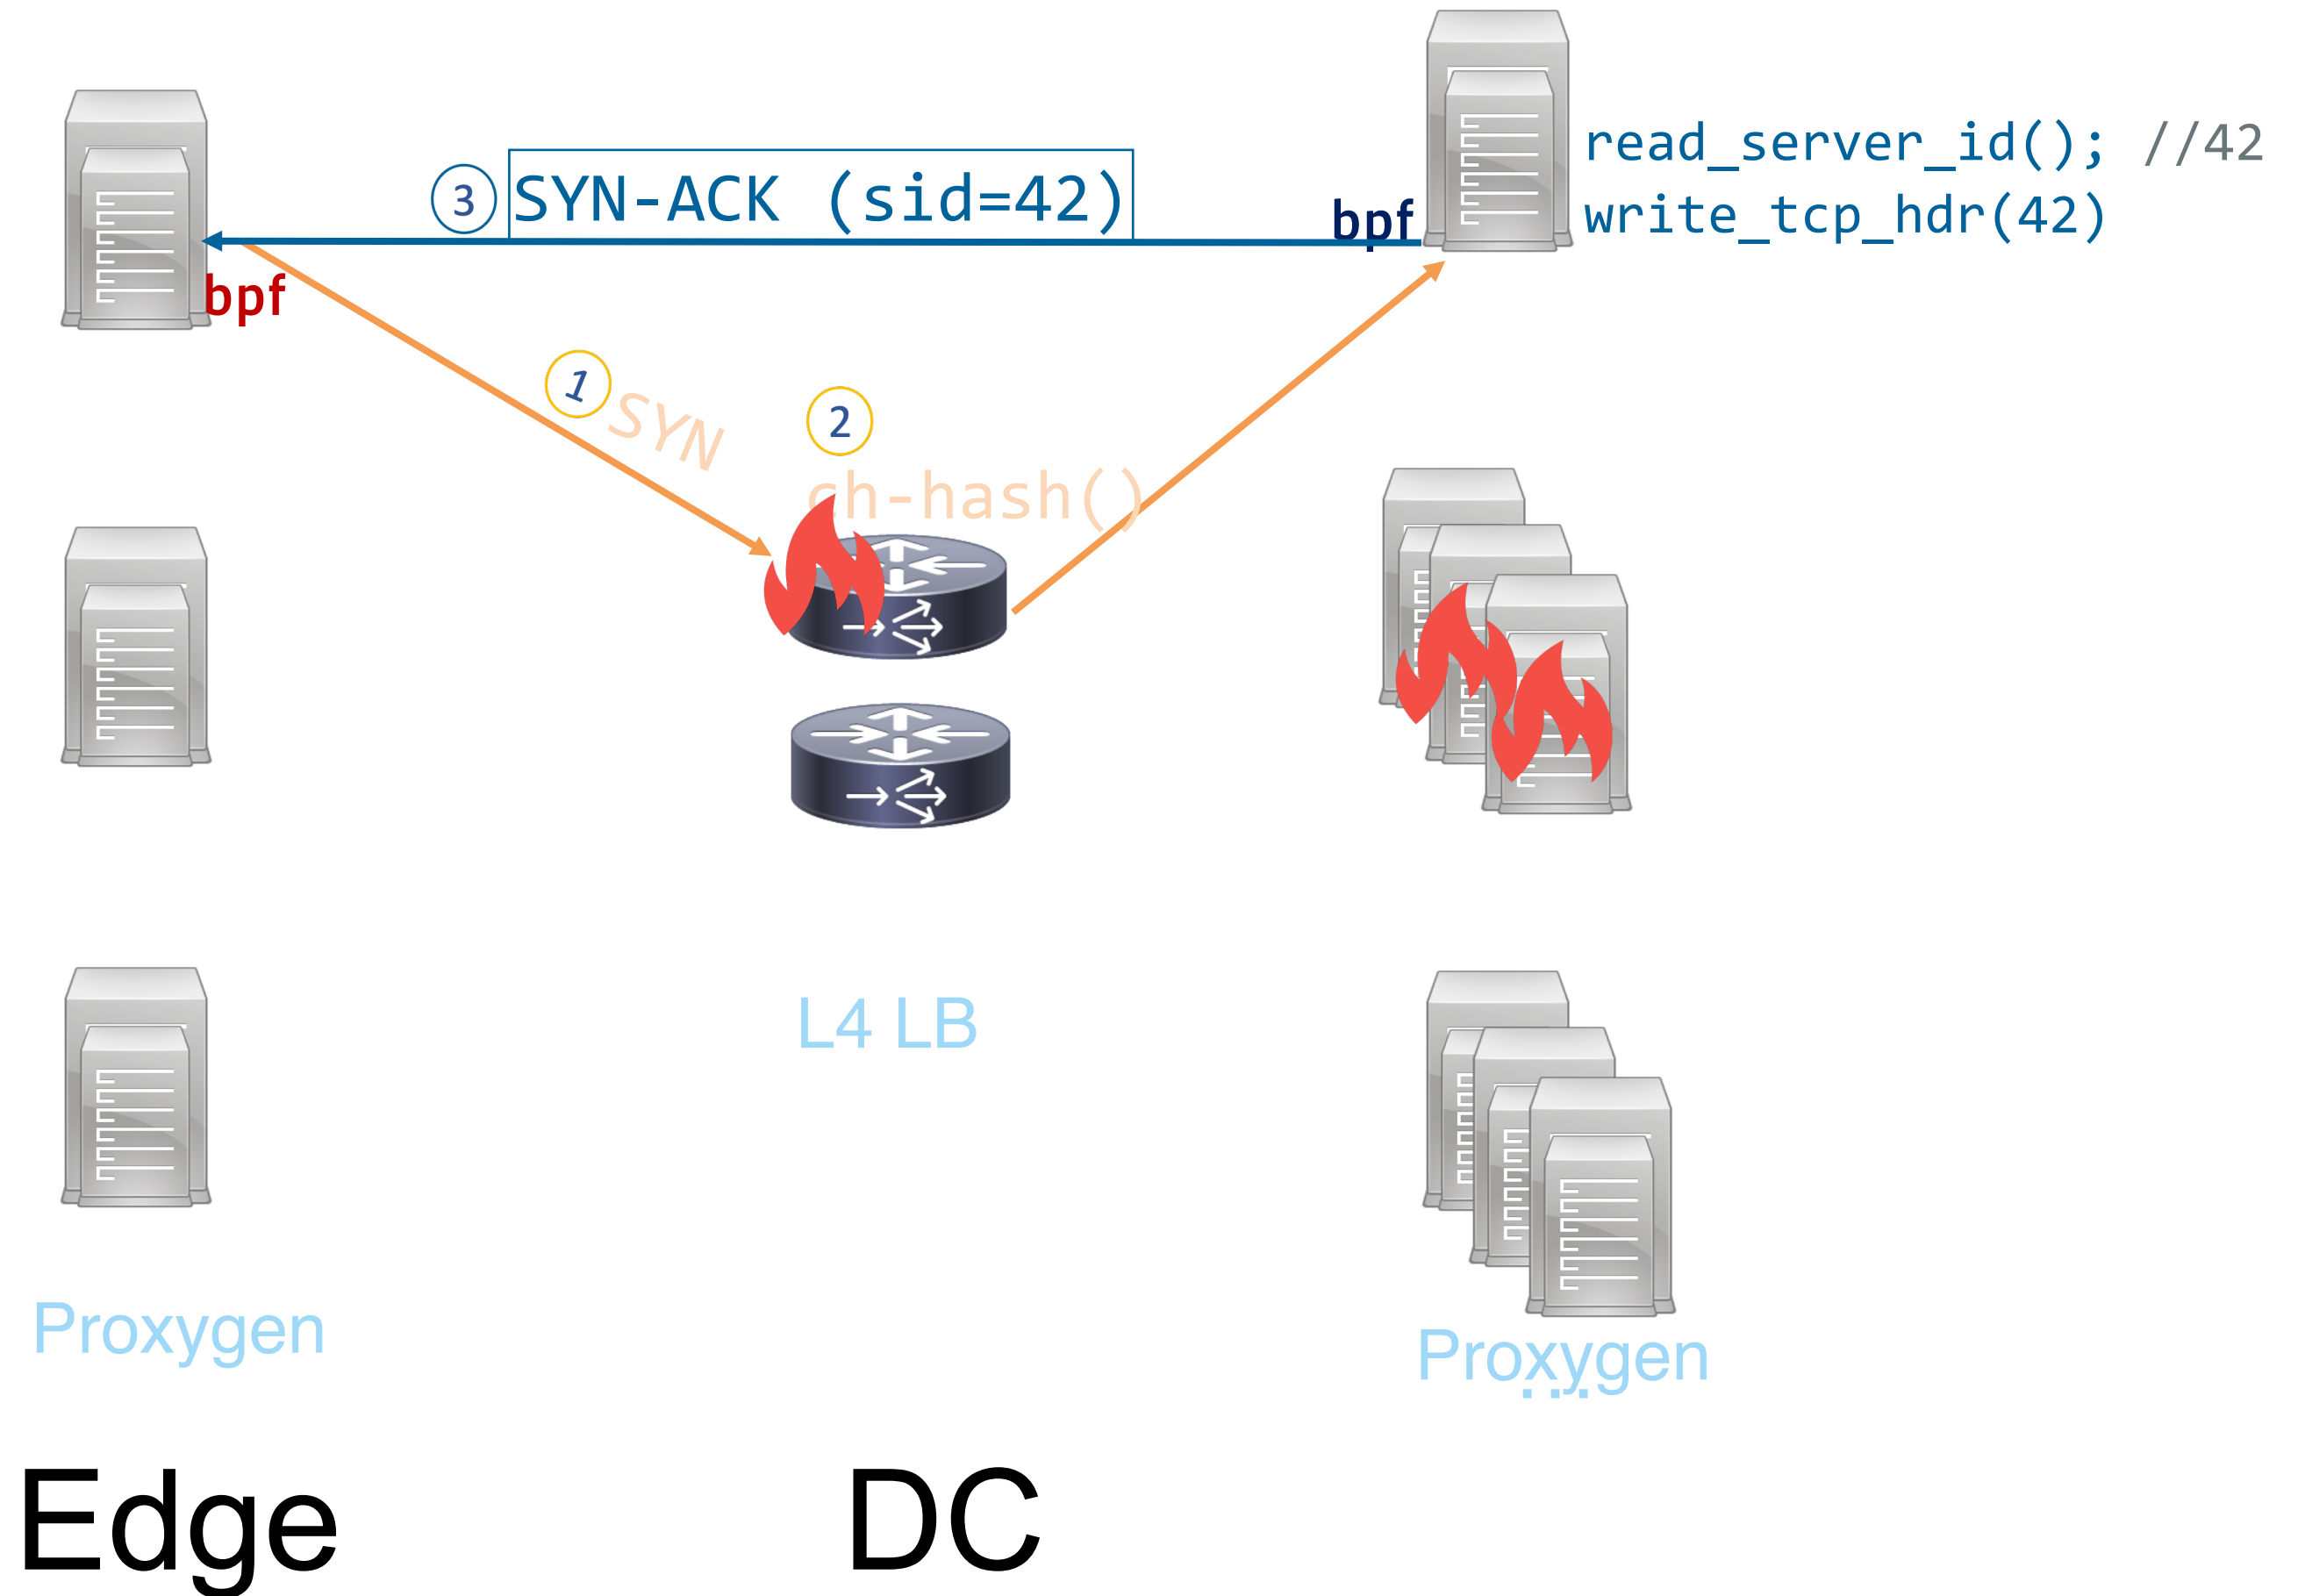 read_server_id(); //42
③ SYN-ACK (sid=42)
bpf
write_tcp_hdr(42)
bpf
1 SYN
2
ch-hash()
L4 LB
Proxygen
Proxygen
...
Edge
DC